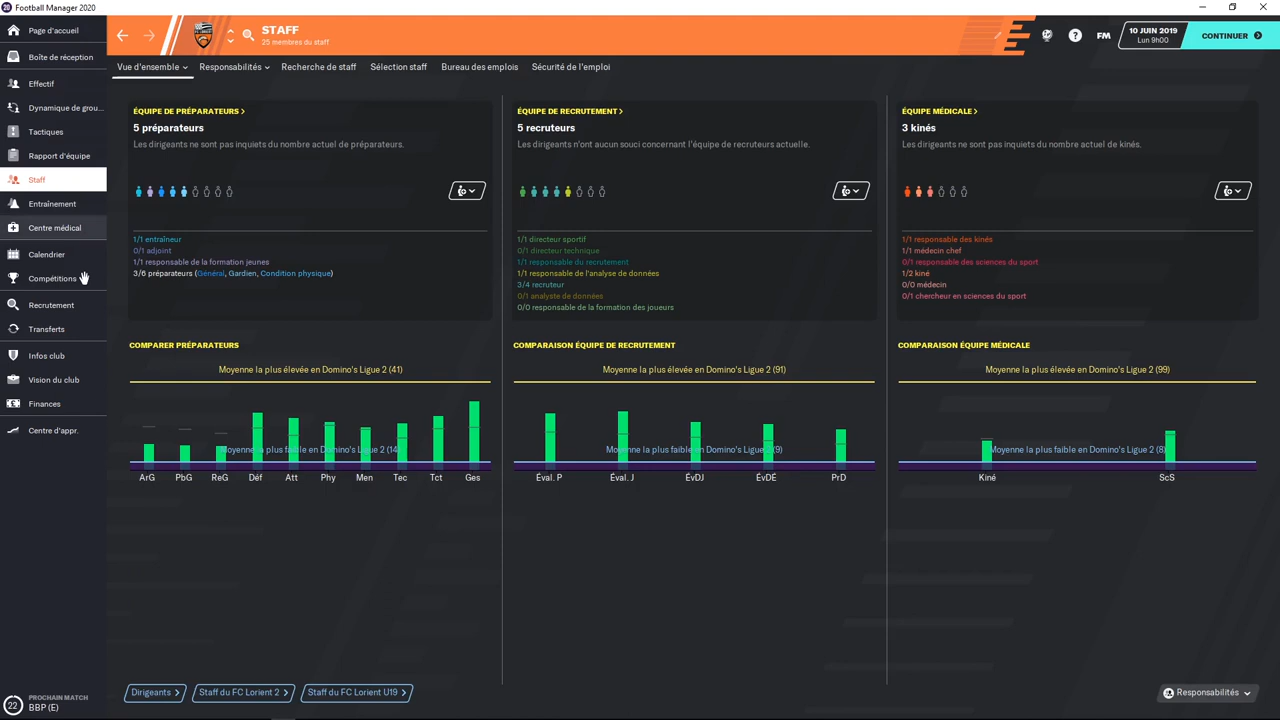 20 Football Manager 2020
Page d'accueil
Boîte de réception
Effectif
Dynamique de grou...
Tactiques
Rapport d'équipe
Staff
Entraînement
Centre médical
Calendrier
Compétitions
Recrutement
Transferts
Infos club
Vision du club
Finances
Centre d'appr.
22 PROCHAIN MATCH
BBP (E)
STAFF
25 membres du staff
? FM
10 JUIN 2019
Lun 9h00
CONTINUER
Vue d'ensemble Responsabilités Recherche de staff Sélection staff Bureau des emplois Sécurité de l'emploi
ÉQUIPE DE PRÉPARATEURS >
5 préparateurs
Les dirigeants ne sont pas inquiets du nombre actuel de préparateurs.
1/1 entraîneur
0/1 adjoint
1/1 responsable de la formation jeunes
3/6 préparateurs (Général, Gardien, Condition physique)
COMPARER PRÉPARATEURS
Moyenne la plus élevée en Domino's Ligue 2 (41)
Moyenne la plus faible en Domino's Ligue 2 (14)
ArG PbG ReG Déf Att Phy Men Tec Tct Ges
ÉQUIPE DE RECRUTEMENT >
5 recruteurs
Les dirigeants n'ont aucun souci concernant l'équipe de recruteurs actuelle.
1/1 directeur sportif
0/1 directeur technique
1/1 responsable du recrutement
1/1 responsable de l'analyse de données
3/4 recruteur
0/1 analyste de données
0/0 responsable de la formation des joueurs
COMPARAISON ÉQUIPE DE RECRUTEMENT
Moyenne la plus élevée en Domino's Ligue 2 (91)
Moyenne la plus faible en Domino's Ligue 2 (9)
Éval. P Éval. J ÉvDJ ÉvDÉ PrD
ÉQUIPE MÉDICALE >
3 kinés
Les dirigeants ne sont pas inquiets du nombre actuel de kinés.
1/1 responsable des kinés
1/1 médecin chef
0/1 responsable des sciences du sport
1/2 kiné
0/0 médecin
0/1 chercheur en sciences du sport
COMPARAISON ÉQUIPE MÉDICALE
Moyenne la plus élevée en Domino's Ligue 2 (99)
Moyenne la plus faible en Domino's Ligue 2 (8)
Kiné ScS
Dirigeants > Staff du FC Lorient 2 > Staff du FC Lorient U19 >
Responsabilités